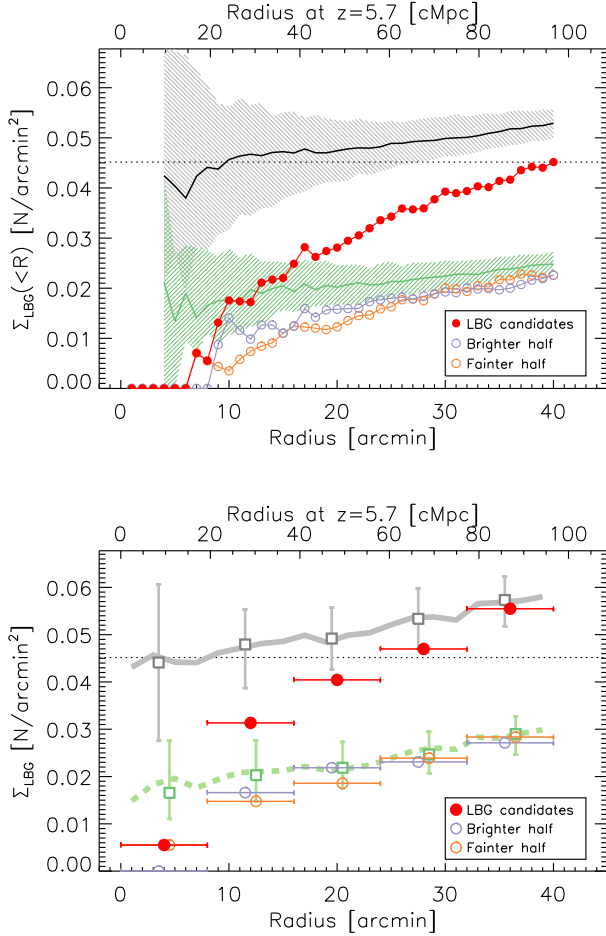 Radius at z=5.7 [cMpc]
0 20 40 60 80 100
0.06
0.05
0.04
0.03
0.02
0.01
0.00
Σ_LBG(<R) [N/arcmin²]
LBG candidates
Brighter half
Fainter half
0 10 20 30 40
Radius [arcmin]
Radius at z=5.7 [cMpc]
0 20 40 60 80 100
0.06
0.05
0.04
0.03
0.02
0.01
0.00
Σ_LBG [N/arcmin²]
LBG candidates
Brighter half
Fainter half
0 10 20 30 40
Radius [arcmin]